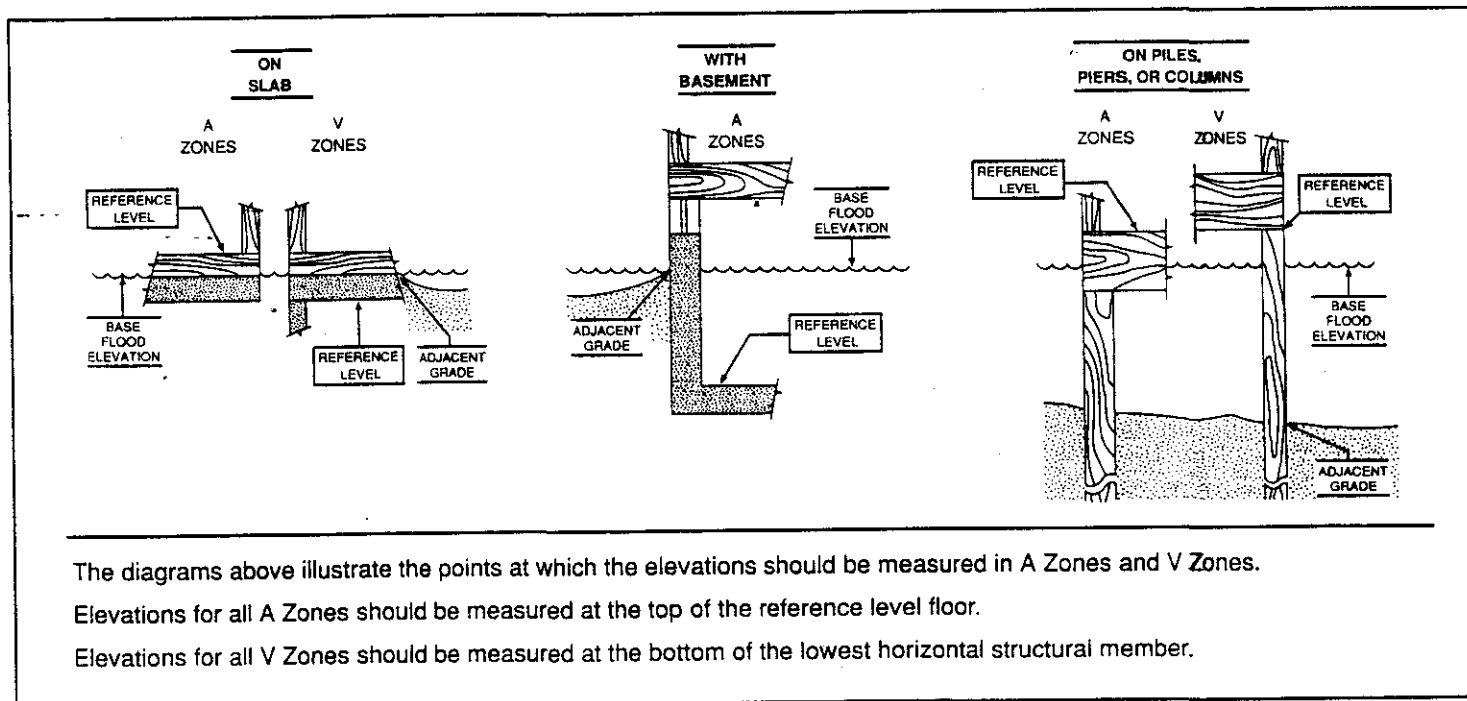 ON
SLAB
A
ZONES
V
ZONES
REFERENCE
LEVEL
BASE
FLOOD
ELEVATION
REFERENCE
LEVEL
ADJACENT
GRADE
WITH
BASEMENT
A
ZONES
BASE
FLOOD
ELEVATION
ADJACENT
GRADE
REFERENCE
LEVEL
ON PILES,
PIERS, OR COLUMNS
A
ZONES
V
ZONES
REFERENCE
LEVEL
REFERENCE
LEVEL
BASE
FLOOD
ELEVATION
ADJACENT
GRADE
The diagrams above illustrate the points at which the elevations should be measured in A Zones and V Zones.
Elevations for all A Zones should be measured at the top of the reference level floor.
Elevations for all V Zones should be measured at the bottom of the lowest horizontal structural member.